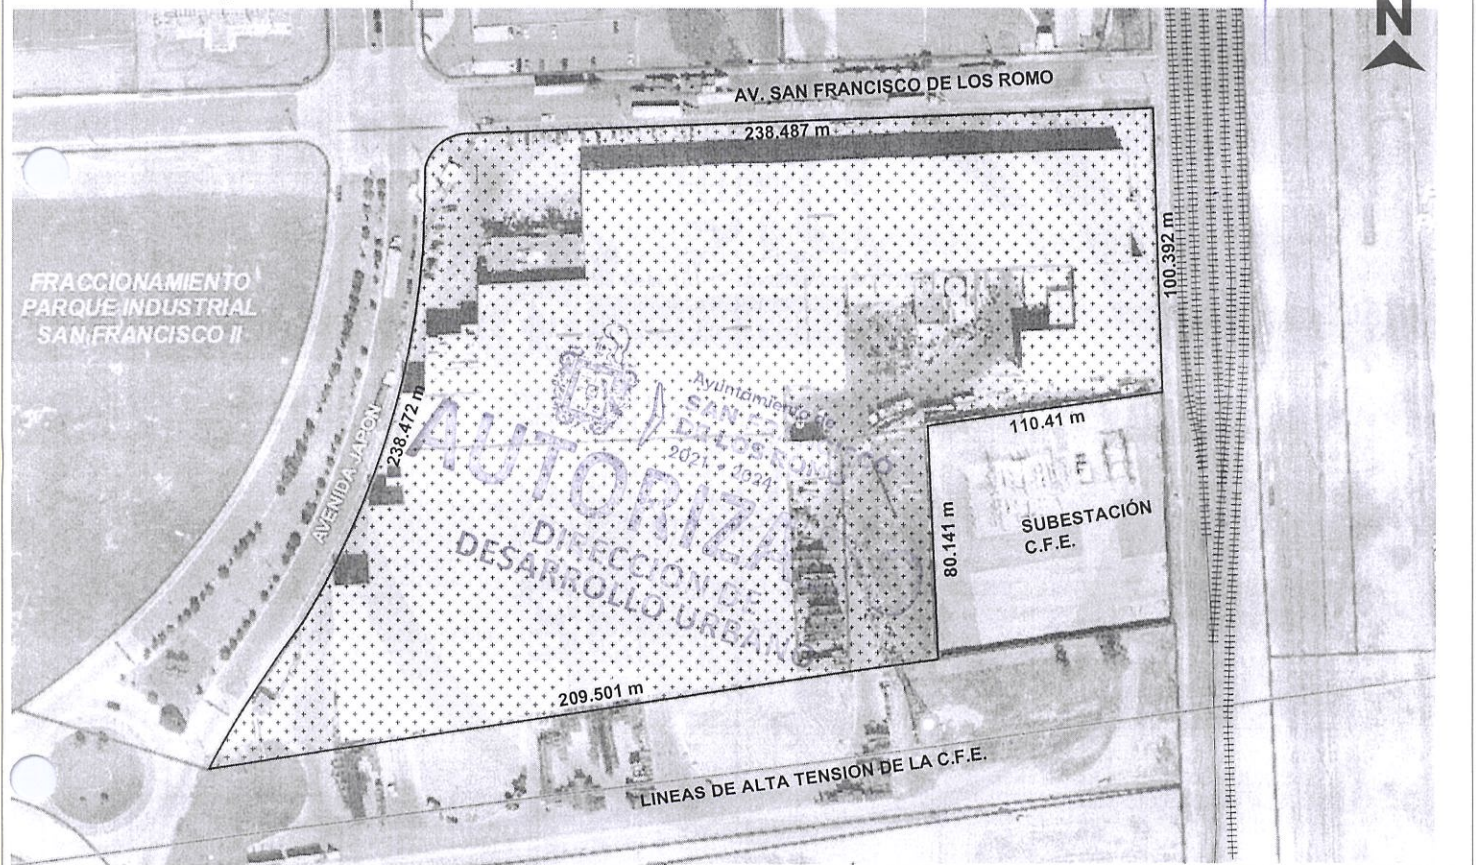 N
AV. SAN FRANCISCO DE LOS ROMO
238.487 m
100.392 m
FRACCIONAMIENTO
PARQUE INDUSTRIAL
SAN FRANCISCO II
238.472 m
AVENIDA JAPON
Ayuntamiento de
SAN FRANCISCO
DE LOS ROMO
2021 • 2024
AUTORIZADO
DIRECCION DE
DESARROLLO URBANO
110.41 m
80.141 m
SUBESTACIÓN
C.F.E.
209.501 m
LINEAS DE ALTA TENSION DE LA C.F.E.